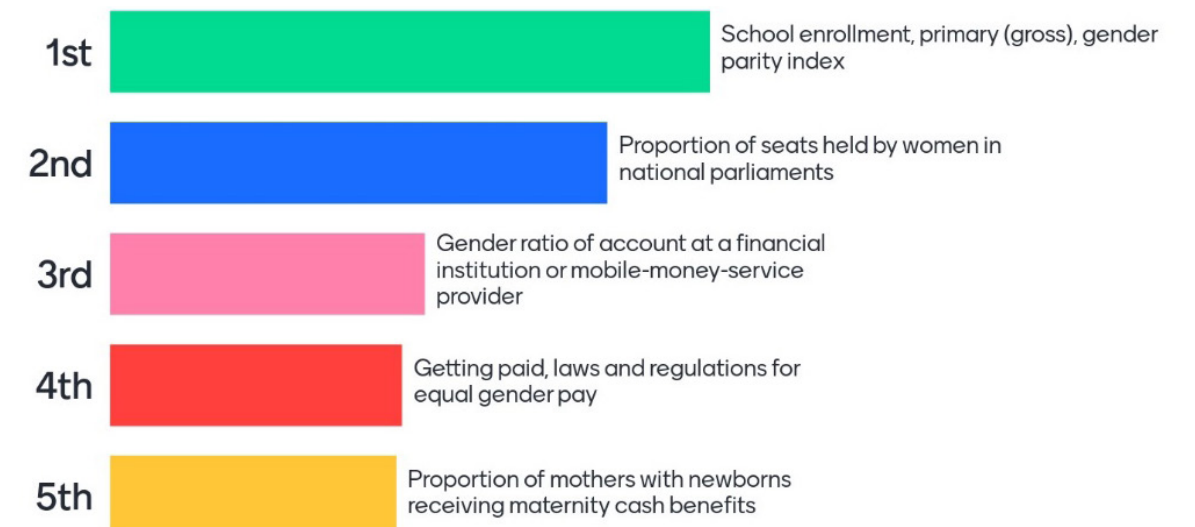 1st
School enrollment, primary (gross), gender
parity index
2nd
Proportion of seats held by women in
national parliaments
3rd
Gender ratio of account at a financial
institution or mobile-money-service
provider
4th
Getting paid, laws and regulations for
equal gender pay
5th
Proportion of mothers with newborns
receiving maternity cash benefits